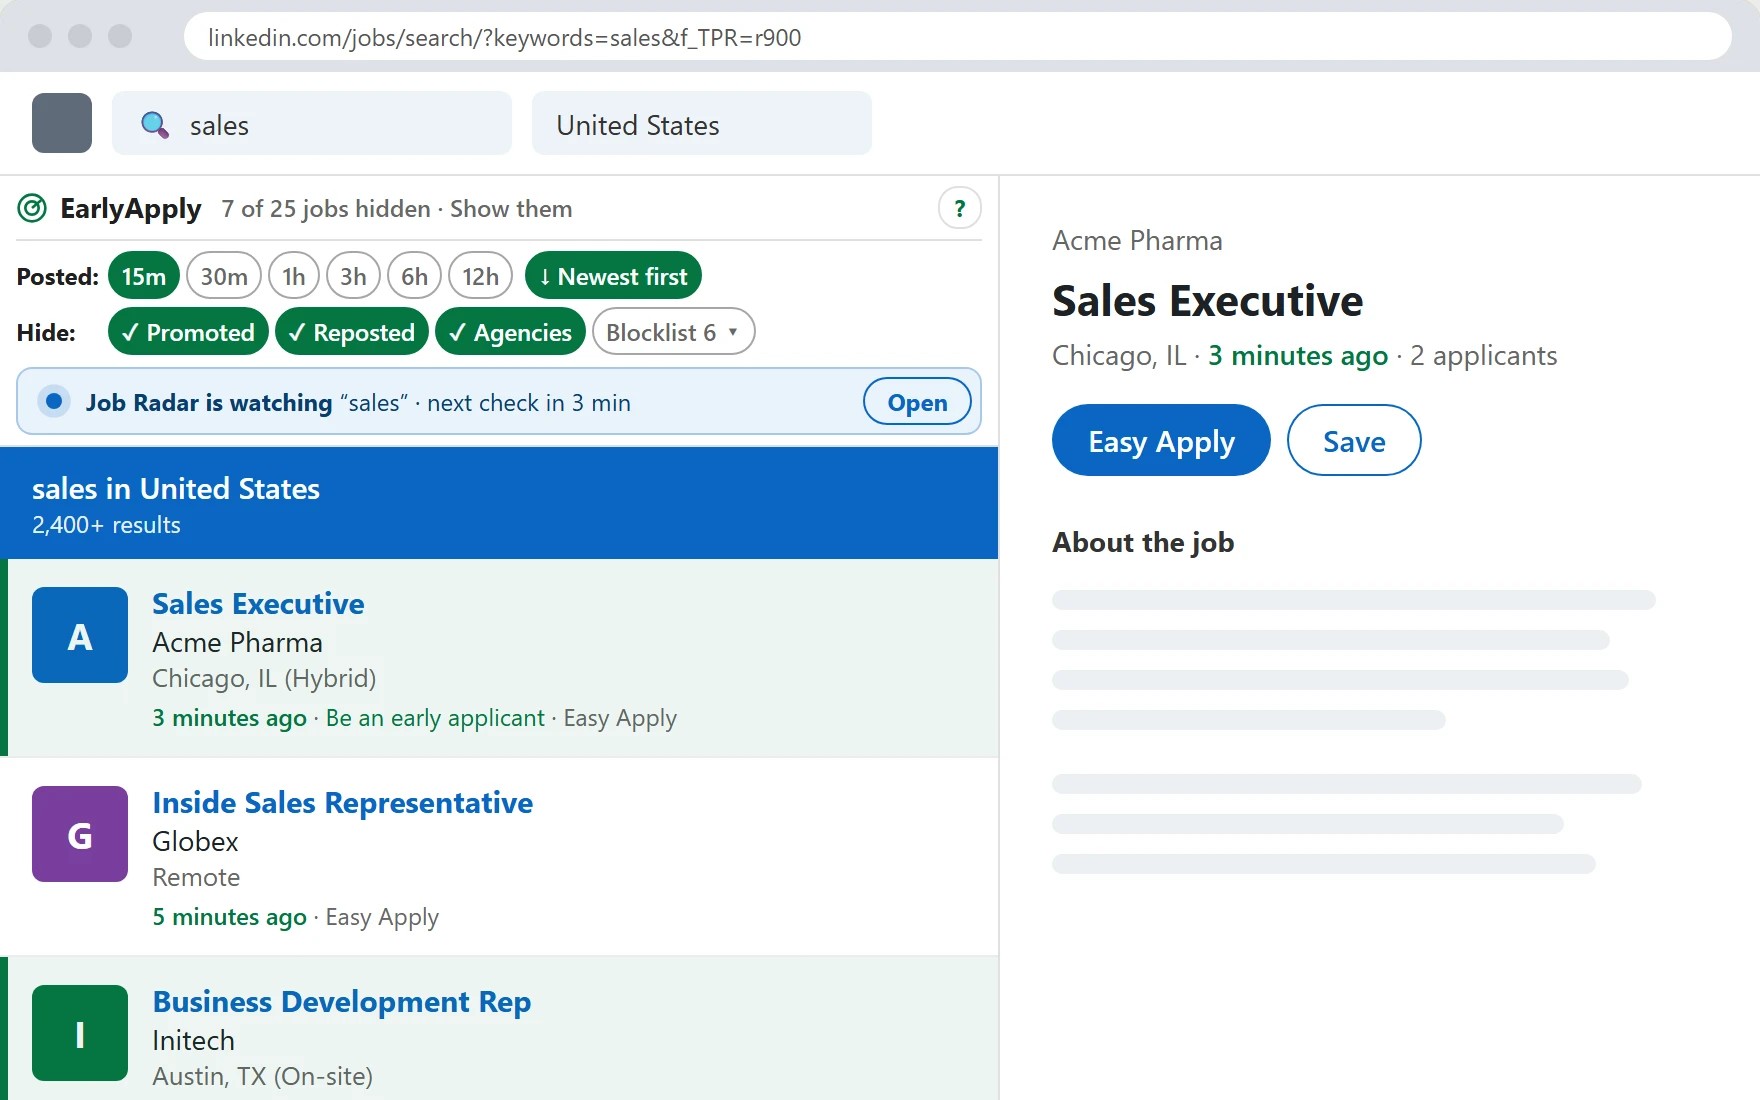 linkedin.com/jobs/search/?keywords=sales&f_TPR=r900
sales
United States
EarlyApply 7 of 25 jobs hidden · Show them ?
Posted: 15m 30m 1h 3h 6h 12h ↓ Newest first
Hide: ✓ Promoted ✓ Reposted ✓ Agencies Blocklist 6 ▼
Job Radar is watching “sales” · next check in 3 min Open
sales in United States
2,400+ results
A
Sales Executive
Acme Pharma
Chicago, IL (Hybrid)
3 minutes ago · Be an early applicant · Easy Apply
G
Inside Sales Representative
Globex
Remote
5 minutes ago · Easy Apply
I
Business Development Rep
Initech
Austin, TX (On-site)
Acme Pharma
Sales Executive
Chicago, IL · 3 minutes ago · 2 applicants
Easy Apply Save
About the job